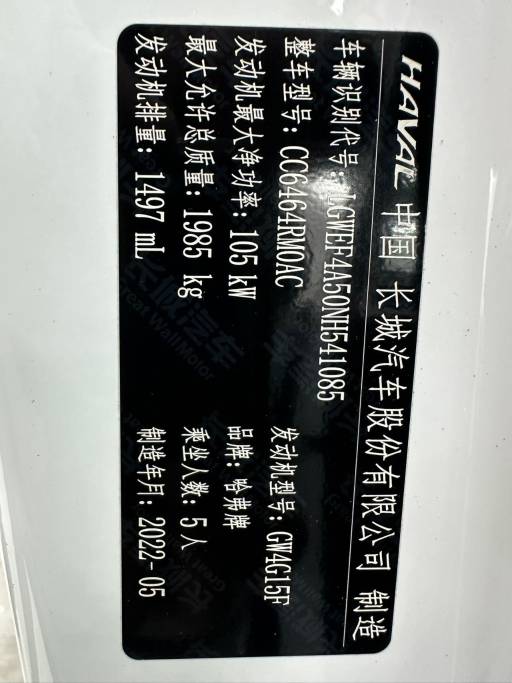 HAVAL 中国 长城汽车股份有限公司 制造
车辆识别代号: LGWEF4A50NH541085
整车型号: CC6464RM0AC 发动机型号: GW4G15F
发动机最大净功率: 105 kW 品牌: 哈弗牌
最大允许总质量: 1985 kg 乘坐人数: 5 人
发动机排量: 1497 mL 制造年月: 2022-05